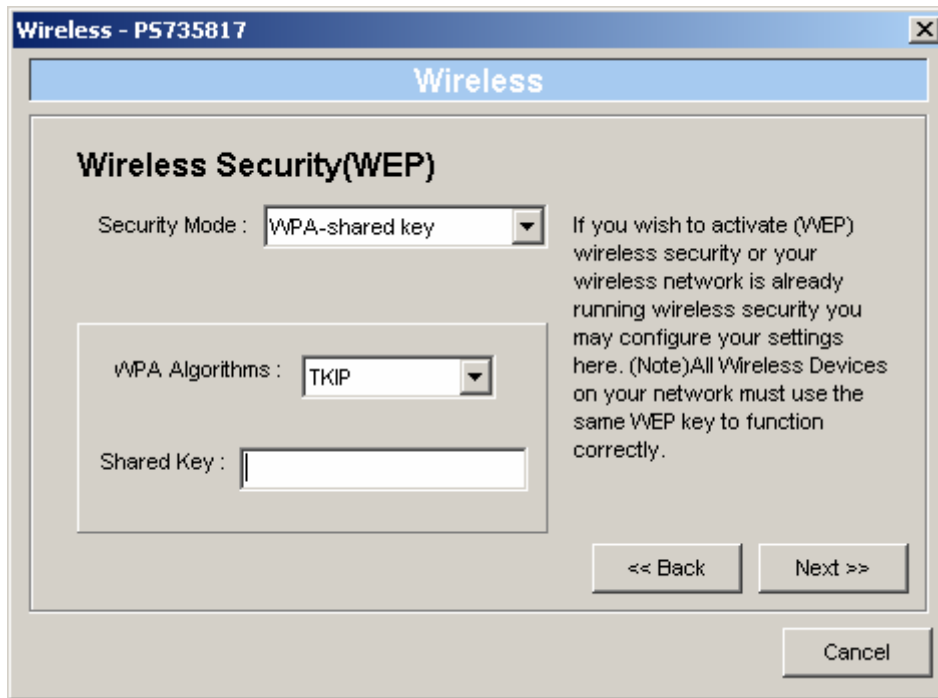 Wireless - PS735817
Wireless
Wireless Security(WEP)
Security Mode : WPA-shared key
WPA Algorithms : TKIP
Shared Key :
If you wish to activate (WEP)
wireless security or your
wireless network is already
running wireless security you
may configure your settings
here. (Note)All Wireless Devices
on your network must use the
same WEP key to function
correctly.
<< Back
Next >>
Cancel